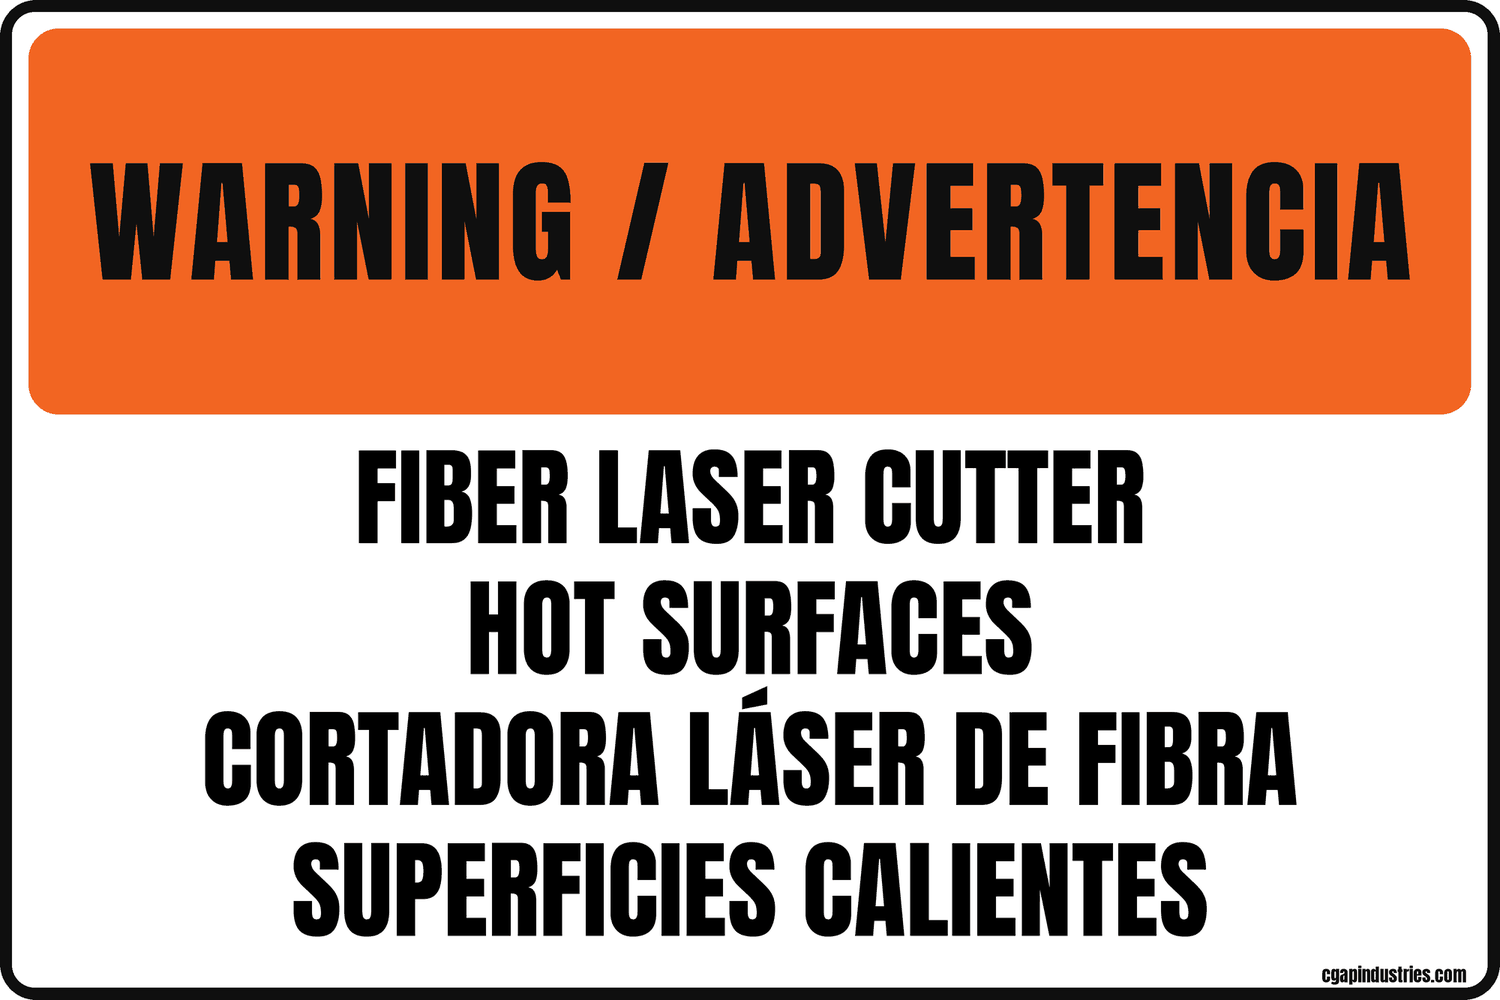 WARNING / ADVERTENCIA
FIBER LASER CUTTER
HOT SURFACES
CORTADORA LÁSER DE FIBRA
SUPERFICIES CALIENTES
cgapindustries.com